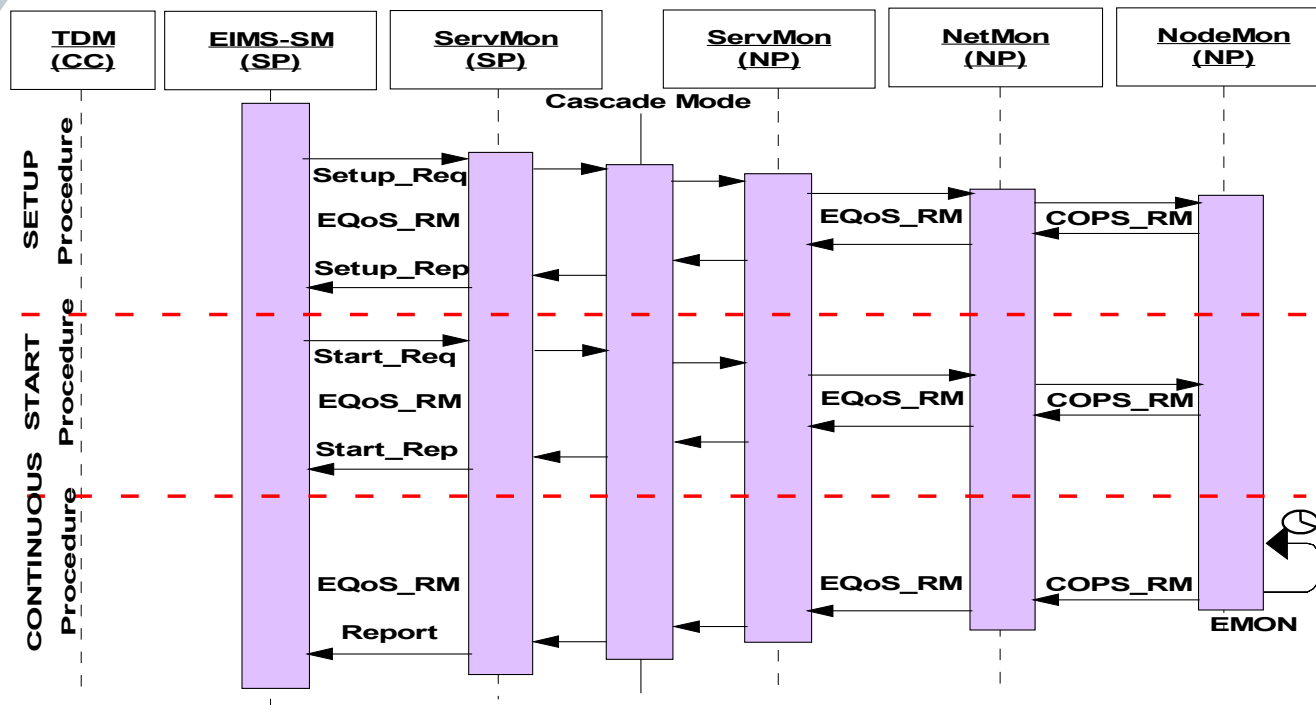 TDM
(CC)
EIMS-SM
(SP)
ServMon
(SP)
ServMon
(NP)
NetMon
(NP)
NodeMon
(NP)
Cascade Mode
SETUP
Procedure
Setup_Req
EQoS_RM
Setup_Rep
EQoS_RM
COPS_RM
START
Procedure
Start_Req
EQoS_RM
Start_Rep
EQoS_RM
COPS_RM
CONTINUOUS
Procedure
EQoS_RM
Report
EQoS_RM
COPS_RM
EMON